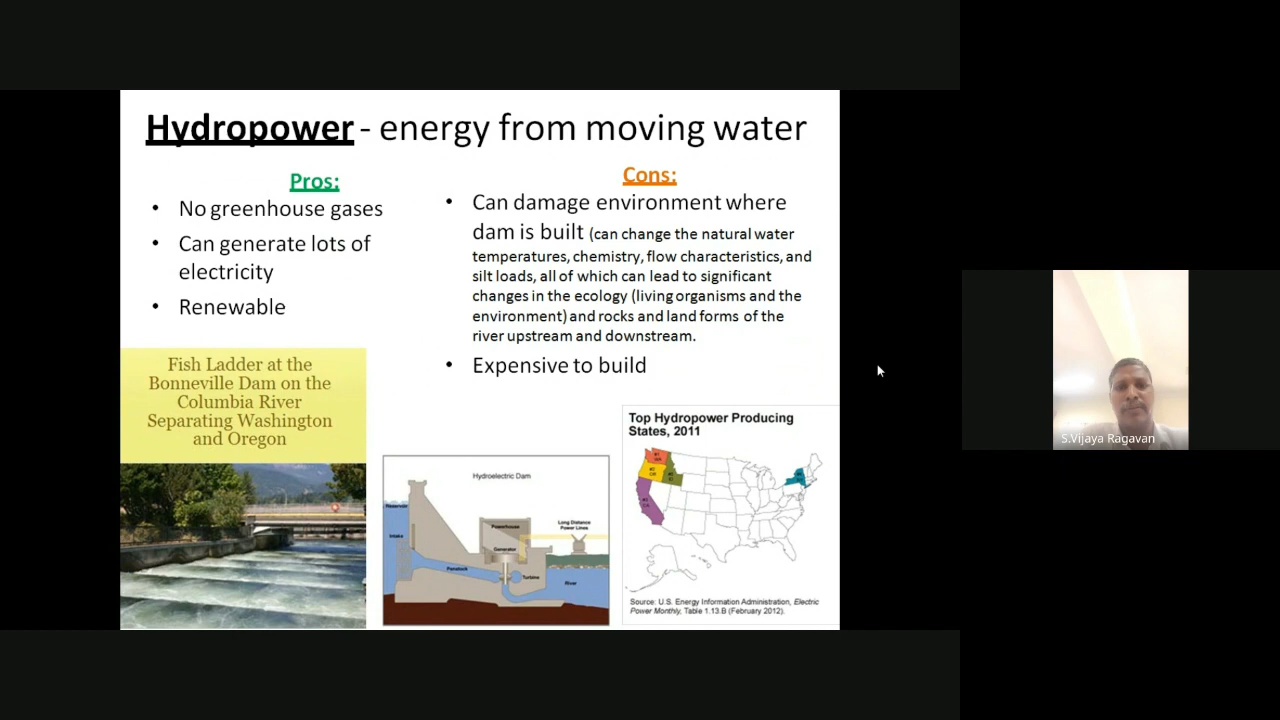 Hydropower - energy from moving water
Pros:
• No greenhouse gases
• Can generate lots of
electricity
• Renewable
Cons:
• Can damage environment where
dam is built (can change the natural water
temperatures, chemistry, flow characteristics, and
silt loads, all of which can lead to significant
changes in the ecology (living organisms and the
environment) and rocks and land forms of the
river upstream and downstream.
• Expensive to build
Fish Ladder at the
Bonneville Dam on the
Columbia River
Separating Washington
and Oregon
Hydroelectric Dam
Reservoir
Intake
Penstock
Powerhouse
Generator
Turbine
Long Distance
Power Lines
River
Top Hydropower Producing
States, 2011
Source: U.S. Energy Information Administration, Electric
Power Monthly, Table 1.13.B (February 2012).
S.Vijaya Ragavan